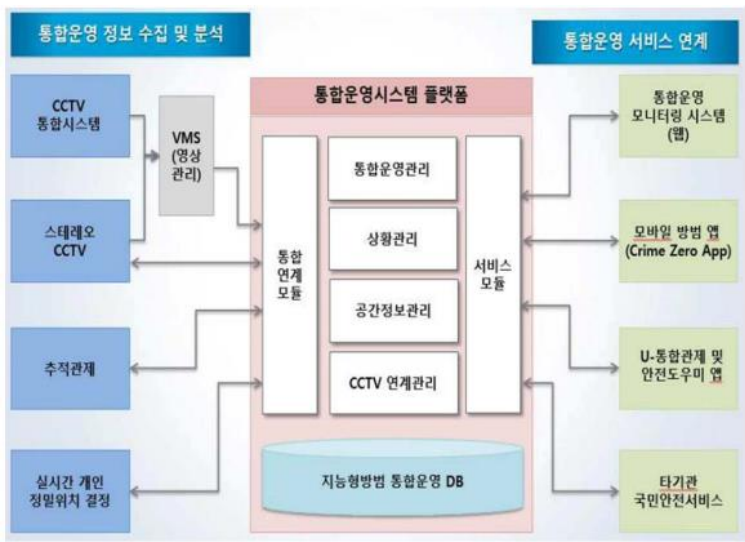 통합운영 정보 수집 및 분석
통합운영 서비스 연계
CCTV
통합시스템
스테레오
CCTV
추적관제
실시간 개인
정밀위치 결정
VMS
(영상
관리)
통합운영시스템 플랫폼
통합
연계
모듈
통합운영관리
상황관리
공간정보관리
CCTV 연계관리
서비스
모듈
지능형방범 통합운영 DB
통합운영
모니터링 시스템
(웹)
모바일 방범 앱
(Crime Zero App)
U-통합관제 및
안전도우미 앱
타기관
국민안전서비스